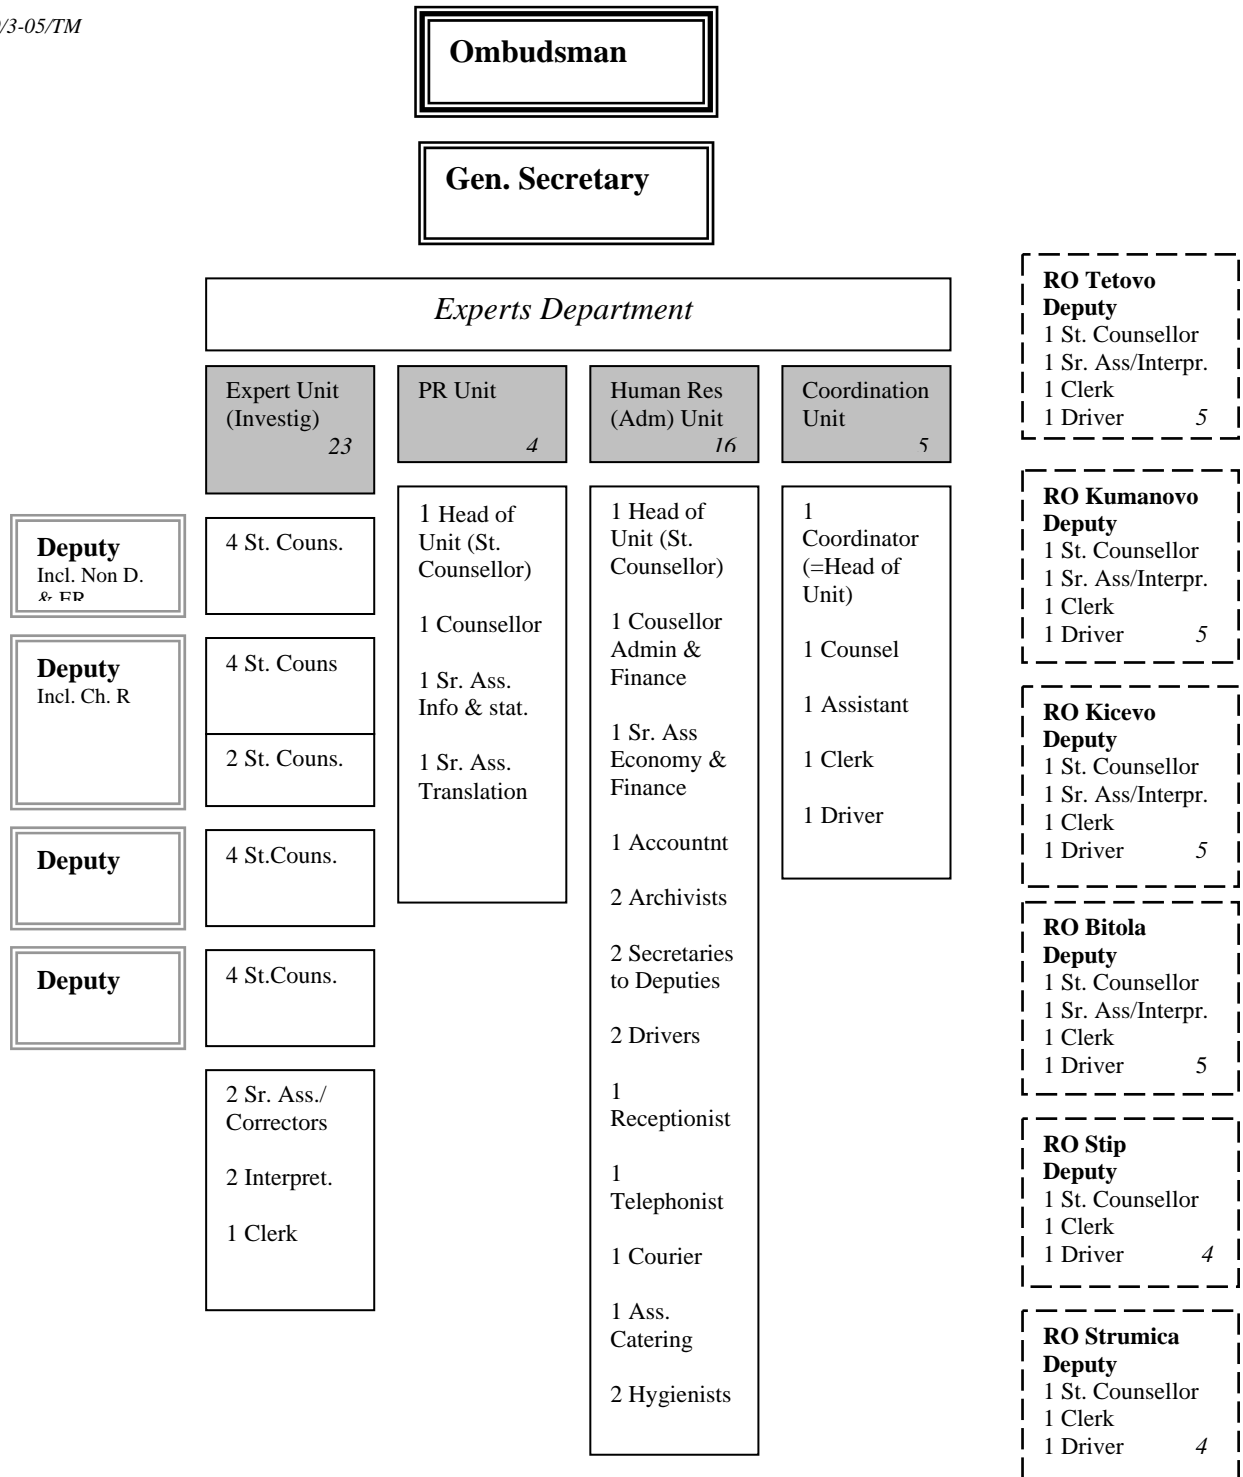 /3-05/TM
Ombudsman
Gen. Secretary
Experts Department
Expert Unit
(Investig)
23
PR Unit
4
Human Res
(Adm) Unit
16
Coordination
Unit
5
Deputy
Incl. Non D.
& ER
Deputy
Incl. Ch. R
Deputy
Deputy
4 St. Couns.
4 St. Couns
2 St. Couns.
4 St.Couns.
4 St.Couns.
2 Sr. Ass./
Correctors
2 Interpret.
1 Clerk
1 Head of
Unit (St.
Counsellor)
1 Counsellor
1 Sr. Ass.
Info & stat.
1 Sr. Ass.
Translation
1 Head of
Unit (St.
Counsellor)
1 Cousellor
Admin &
Finance
1 Sr. Ass
Economy &
Finance
1 Accountnt
2 Archivists
2 Secretaries
to Deputies
2 Drivers
1
Receptionist
1
Telephonist
1 Courier
1 Ass.
Catering
2 Hygienists
1
Coordinator
(=Head of
Unit)
1 Counsel
1 Assistant
1 Clerk
1 Driver
RO Tetovo
Deputy
1 St. Counsellor
1 Sr. Ass/Interpr.
1 Clerk
1 Driver 5
RO Kumanovo
Deputy
1 St. Counsellor
1 Sr. Ass/Interpr.
1 Clerk
1 Driver 5
RO Kicevo
Deputy
1 St. Counsellor
1 Sr. Ass/Interpr.
1 Clerk
1 Driver 5
RO Bitola
Deputy
1 St. Counsellor
1 Sr. Ass/Interpr.
1 Clerk
1 Driver 5
RO Stip
Deputy
1 St. Counsellor
1 Clerk
1 Driver 4
RO Strumica
Deputy
1 St. Counsellor
1 Clerk
1 Driver 4